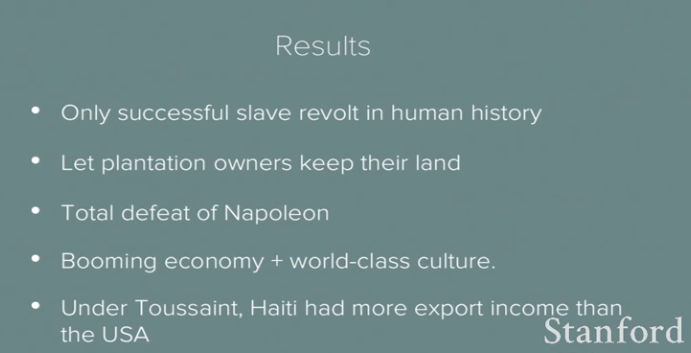 Results
• Only successful slave revolt in human history
• Let plantation owners keep their land
• Total defeat of Napoleon
• Booming economy + world-class culture.
• Under Toussaint, Haiti had more export income than
the USA
Stanford